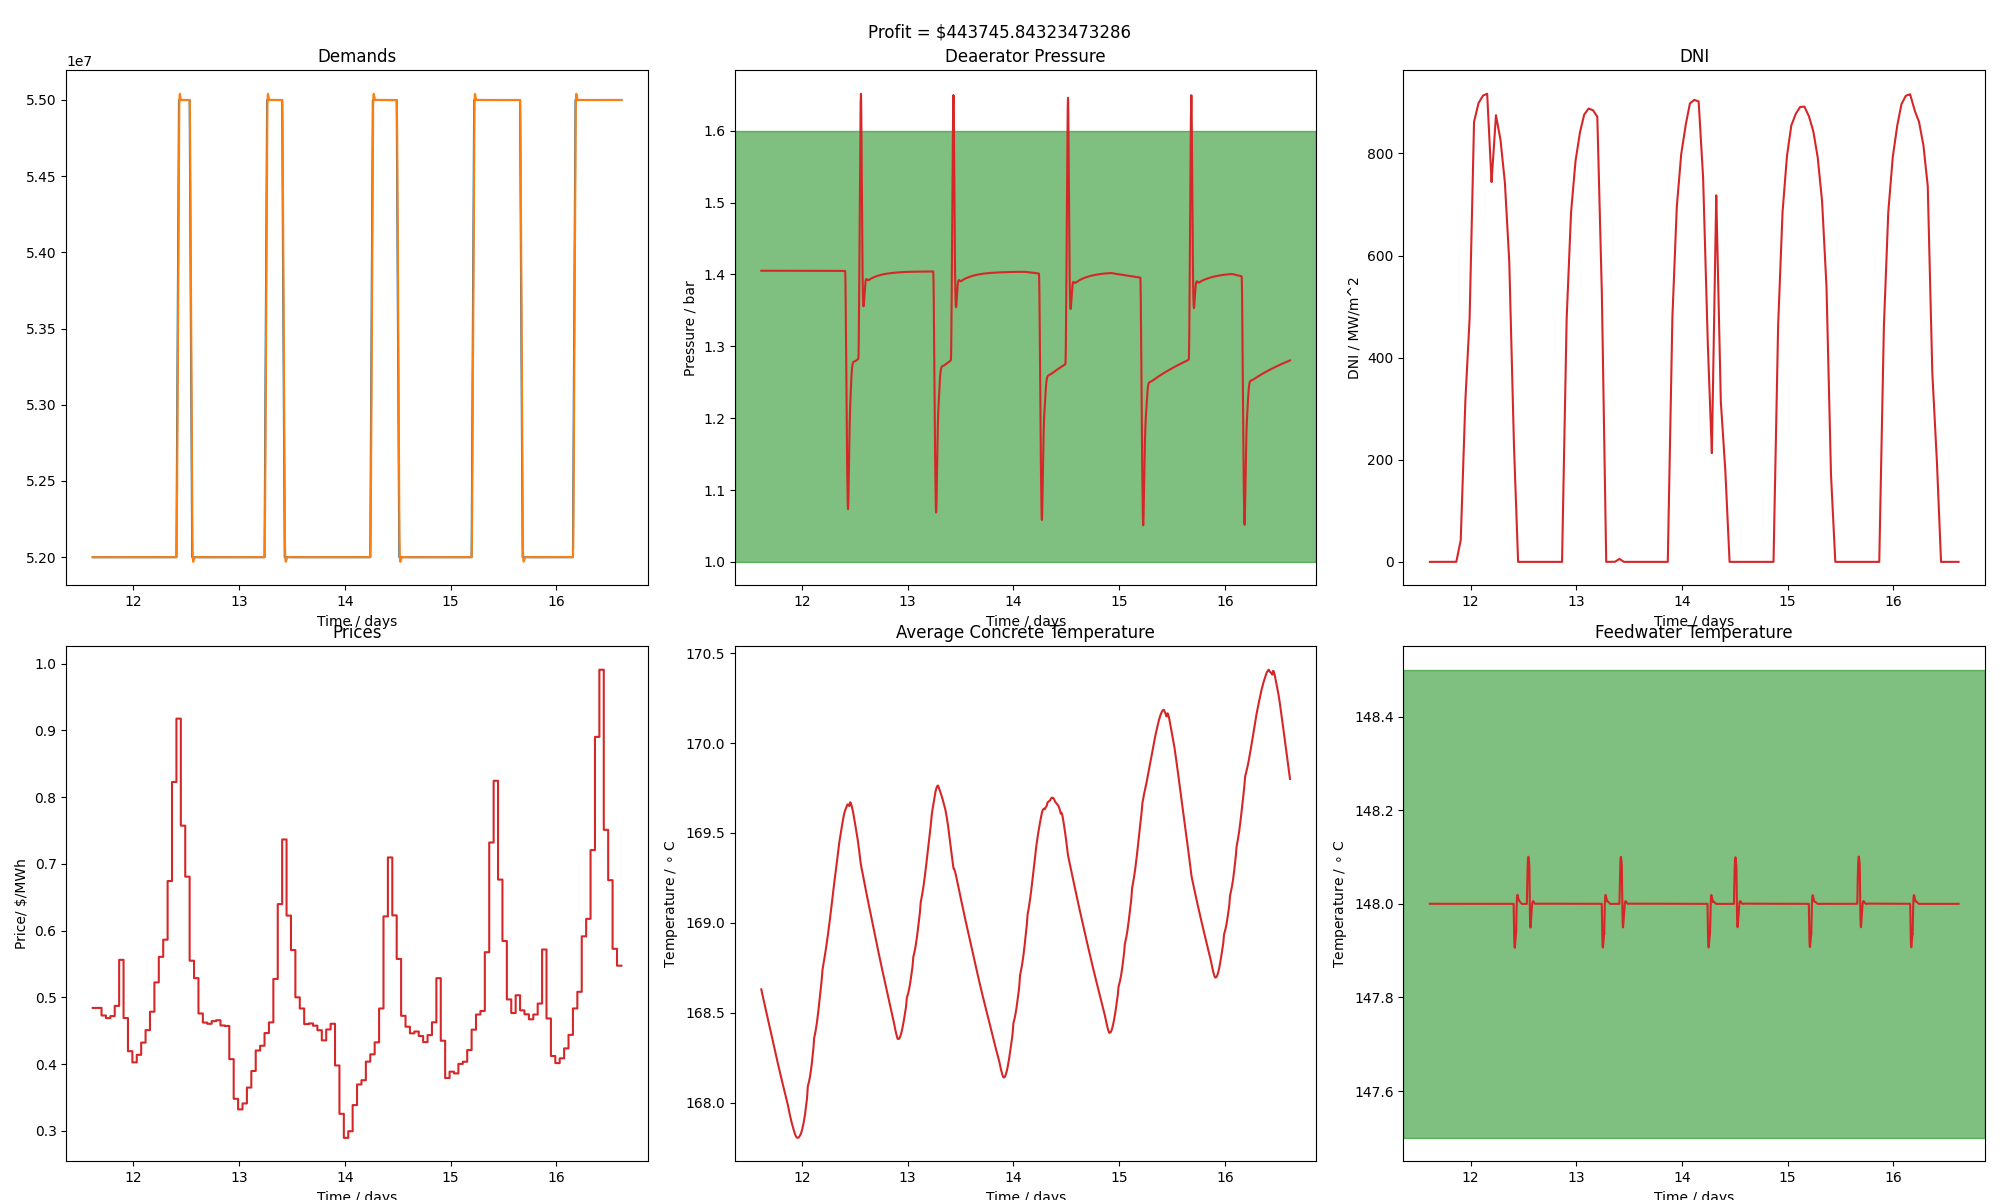 Profit = $443745.84323473286
Demands
1e7
5.50
5.45
5.40
5.35
5.30
5.25
5.20
12 13 14 15 16
Time / days
Deaerator Pressure
Pressure / bar
1.6
1.5
1.4
1.3
1.2
1.1
1.0
12 13 14 15 16
Time / days
DNI
DNI / MW/m^2
800
600
400
200
0
12 13 14 15 16
Time / days
Prices
Price/ $/MWh
1.0
0.9
0.8
0.7
0.6
0.5
0.4
0.3
12 13 14 15 16
Time / days
Average Concrete Temperature
Temperature / ∘ C
170.5
170.0
169.5
169.0
168.5
168.0
12 13 14 15 16
Time / days
Feedwater Temperature
Temperature / ∘ C
148.4
148.2
148.0
147.8
147.6
12 13 14 15 16
Time / days